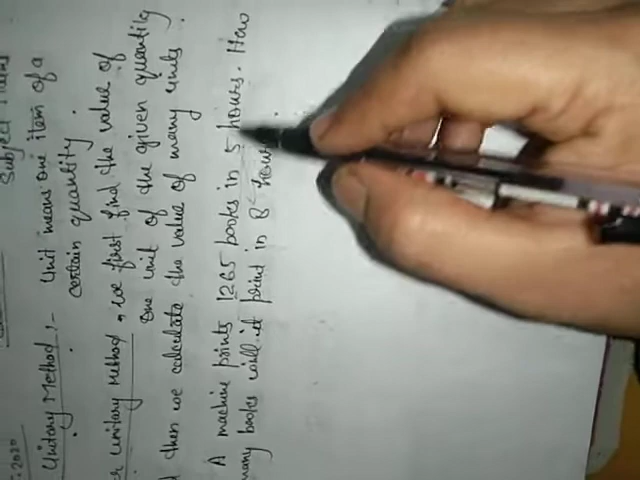 Subject Maths
.2020
Unitary Method :- Unit means one item of a
certain quantity.
unitary Method, we first find the value of
one unit of the given quantity
then we calculate the value of many units.
A machine prints 1265 books in 5 hours. How
many books will it print in 8 hours.